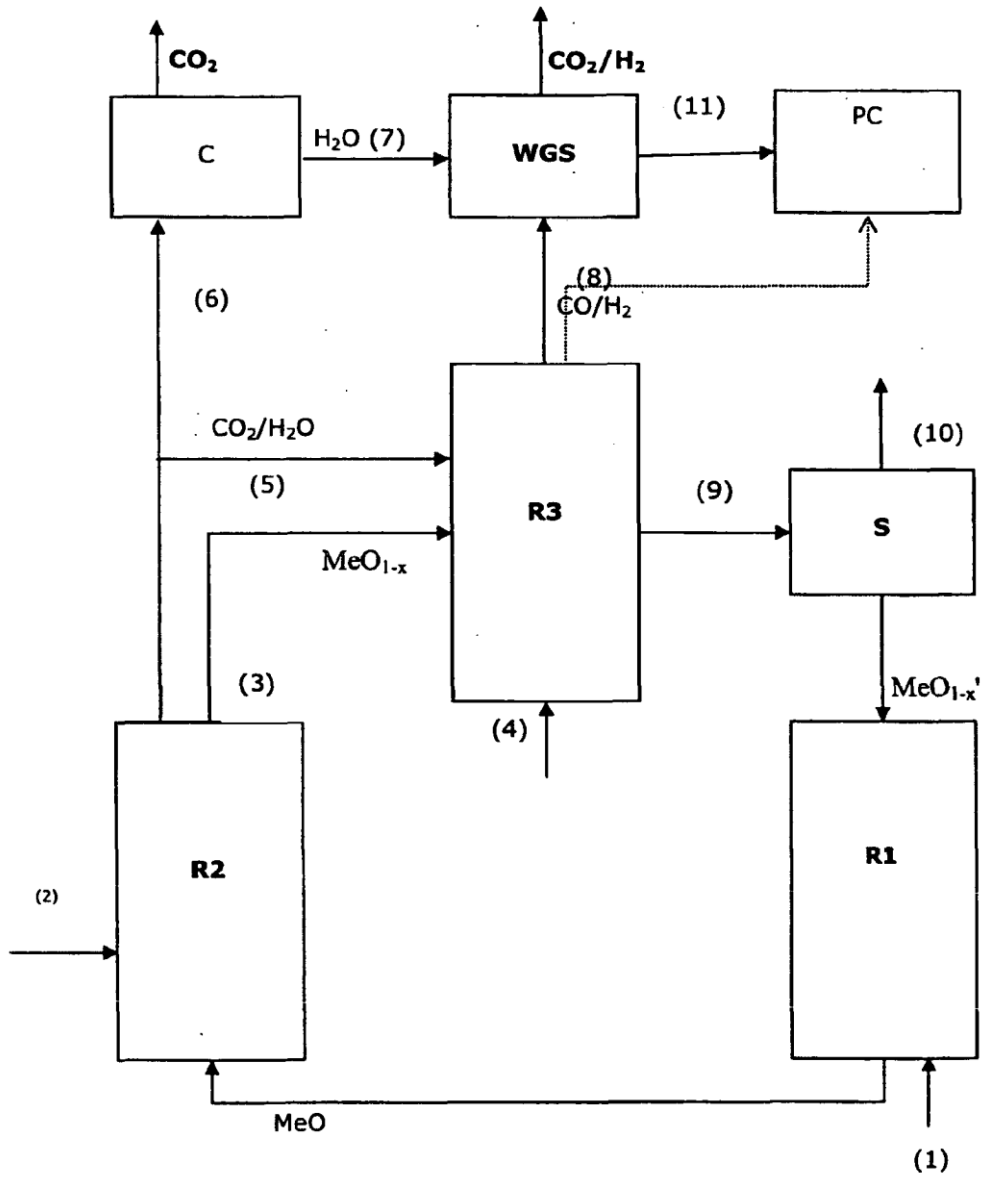 CO₂
CO₂/H₂
(11)
PC
C
H₂O (7)
WGS
(6)
(8)
CO/H₂
CO₂/H₂O
(5)
(10)
(9)
R3
S
MeO₁₋ₓ
(3)
MeO₁₋ₓ'
(4)
R2
R1
(2)
MeO
(1)